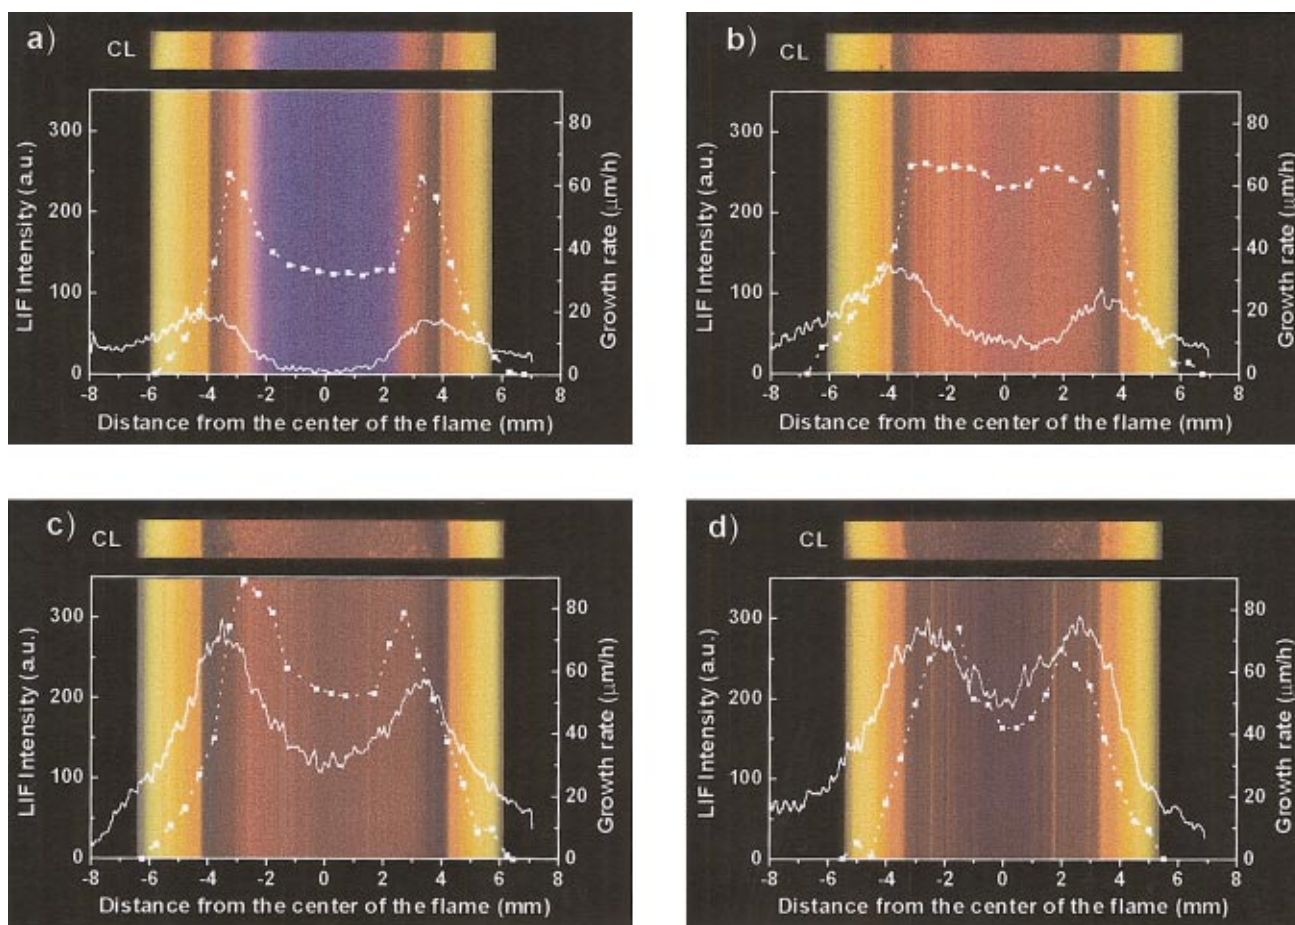 a)
CL
LIF Intensity (a.u.)
300
200
100
0
80
60
40
20
0
Growth rate (μm/h)
-8 -6 -4 -2 0 2 4 6 8
Distance from the center of the flame (mm)
b)
CL
LIF Intensity (a.u.)
300
200
100
0
80
60
40
20
0
Growth rate (μm/h)
-8 -6 -4 -2 0 2 4 6 8
Distance from the center of the flame (mm)
c)
CL
LIF Intensity (a.u.)
300
200
100
0
80
60
40
20
0
Growth rate (μm/h)
-8 -6 -4 -2 0 2 4 6 8
Distance from the center of the flame (mm)
d)
CL
LIF Intensity (a.u.)
300
200
100
0
80
60
40
20
0
Growth rate (μm/h)
-8 -6 -4 -2 0 2 4 6 8
Distance from the center of the flame (mm)